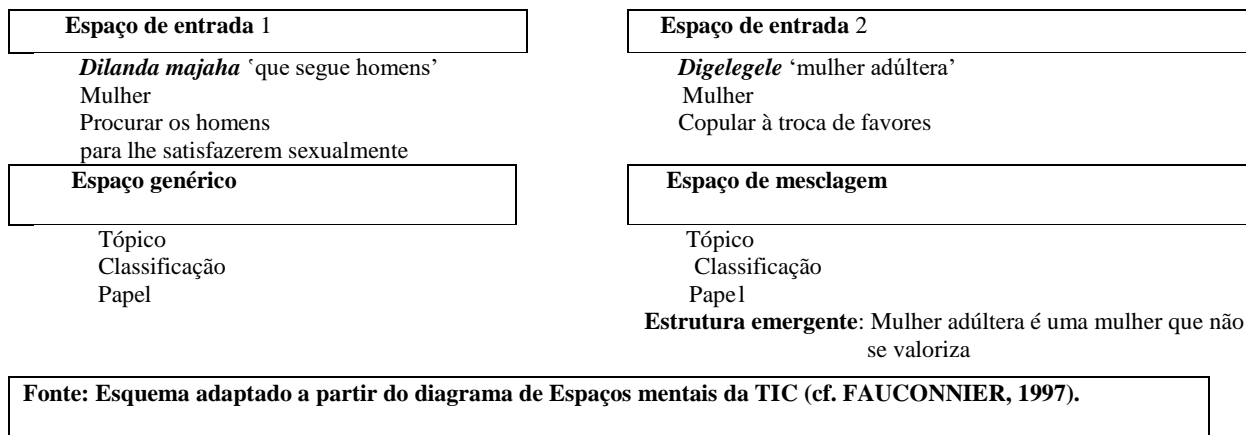 Espaço de entrada 1
Dilanda majaha ‘que segue homens’
Mulher
Procurar os homens
para lhe satisfazerem sexualmente
Espaço de entrada 2
Digelegele ‘mulher adúltera’
Mulher
Copular à troca de favores
Espaço genérico
Tópico
Classificação
Papel
Espaço de mesclagem
Tópico
Classificação
Papel
Estrutura emergente: Mulher adúltera é uma mulher que não
se valoriza
Fonte: Esquema adaptado a partir do diagrama de Espaços mentais da TIC (cf. FAUCONNIER, 1997).